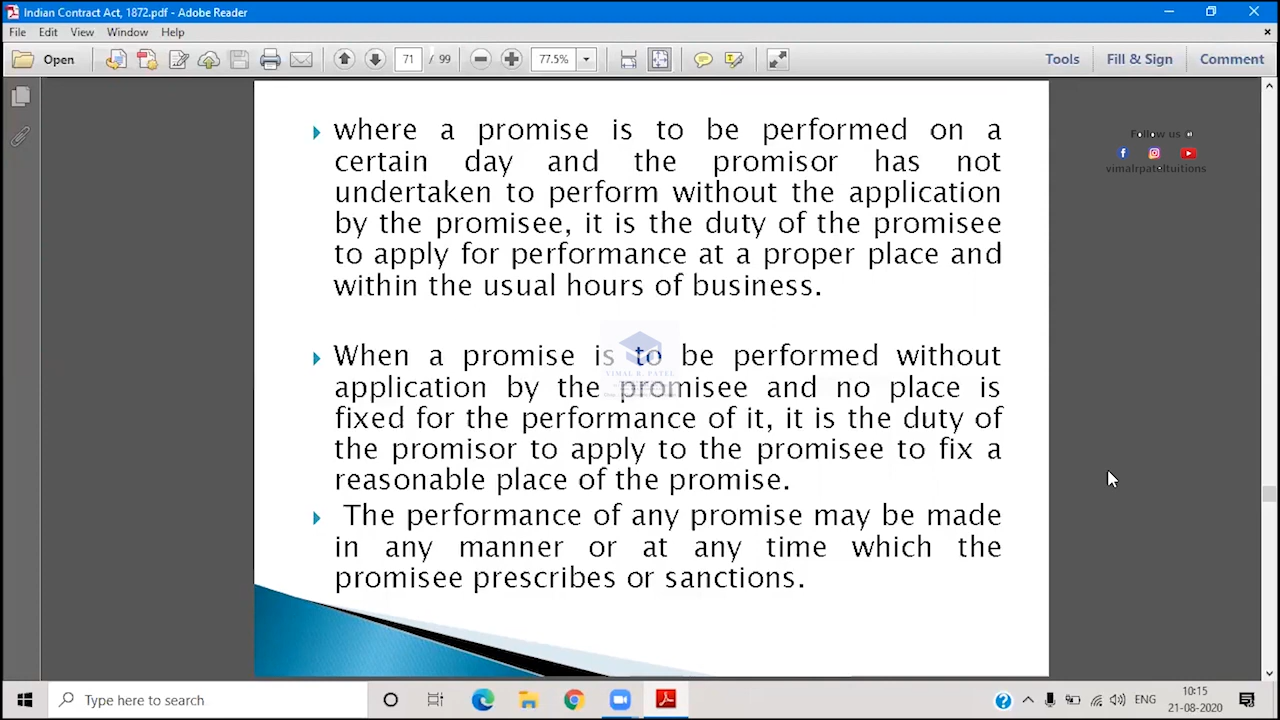 Indian Contract Act, 1872.pdf - Adobe Reader
File Edit View Window Help
Open 71 / 99 77.5% Tools Fill & Sign Comment
where a promise is to be performed on a
certain day and the promisor has not
undertaken to perform without the application
by the promisee, it is the duty of the promisee
to apply for performance at a proper place and
within the usual hours of business.
When a promise is to be performed without
application by the promisee and no place is
fixed for the performance of it, it is the duty of
the promisor to apply to the promisee to fix a
reasonable place of the promise.
The performance of any promise may be made
in any manner or at any time which the
promisee prescribes or sanctions.
Follow us
vimalrpateltuitions
VIMAL R. PATEL
Type here to search
ENG
10:15
21-08-2020